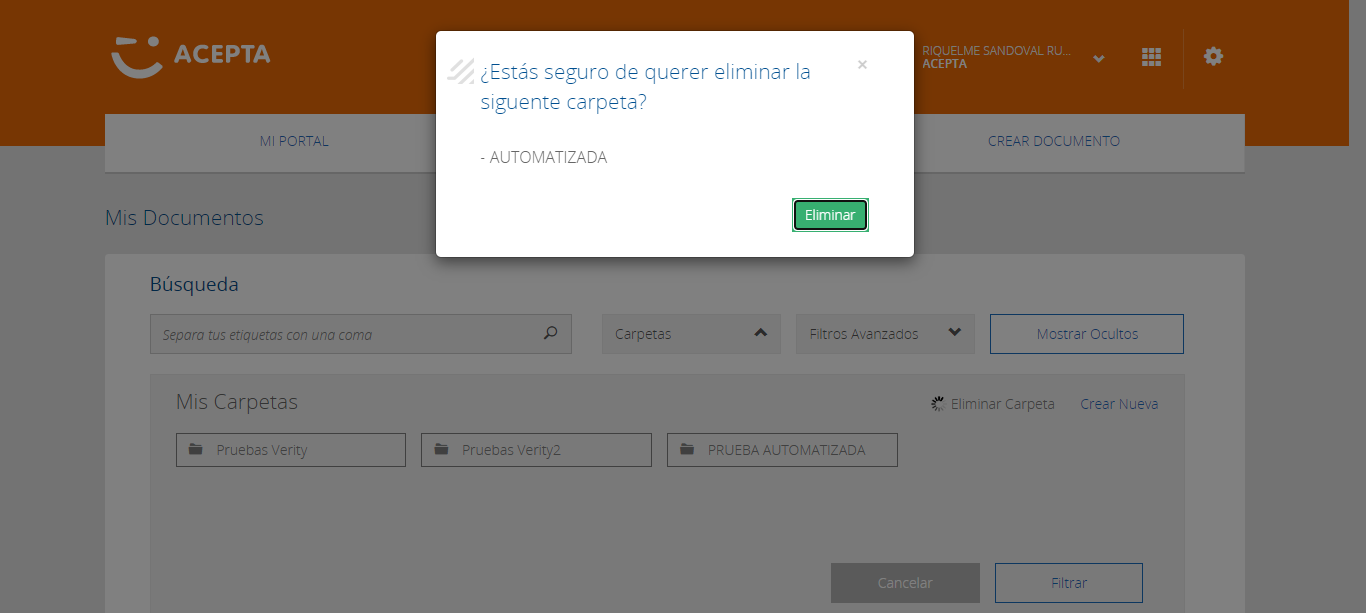 ACEPTA
RIQUELME SANDOVAL RU...
ACEPTA
¿Estás seguro de querer eliminar la
siguente carpeta?
×
- AUTOMATIZADA
Eliminar
MI PORTAL
CREAR DOCUMENTO
Mis Documentos
Búsqueda
Separa tus etiquetas con una coma
Carpetas
Filtros Avanzados
Mostrar Ocultos
Mis Carpetas
Eliminar Carpeta
Crear Nueva
Pruebas Verity
Pruebas Verity2
PRUEBA AUTOMATIZADA
Cancelar
Filtrar